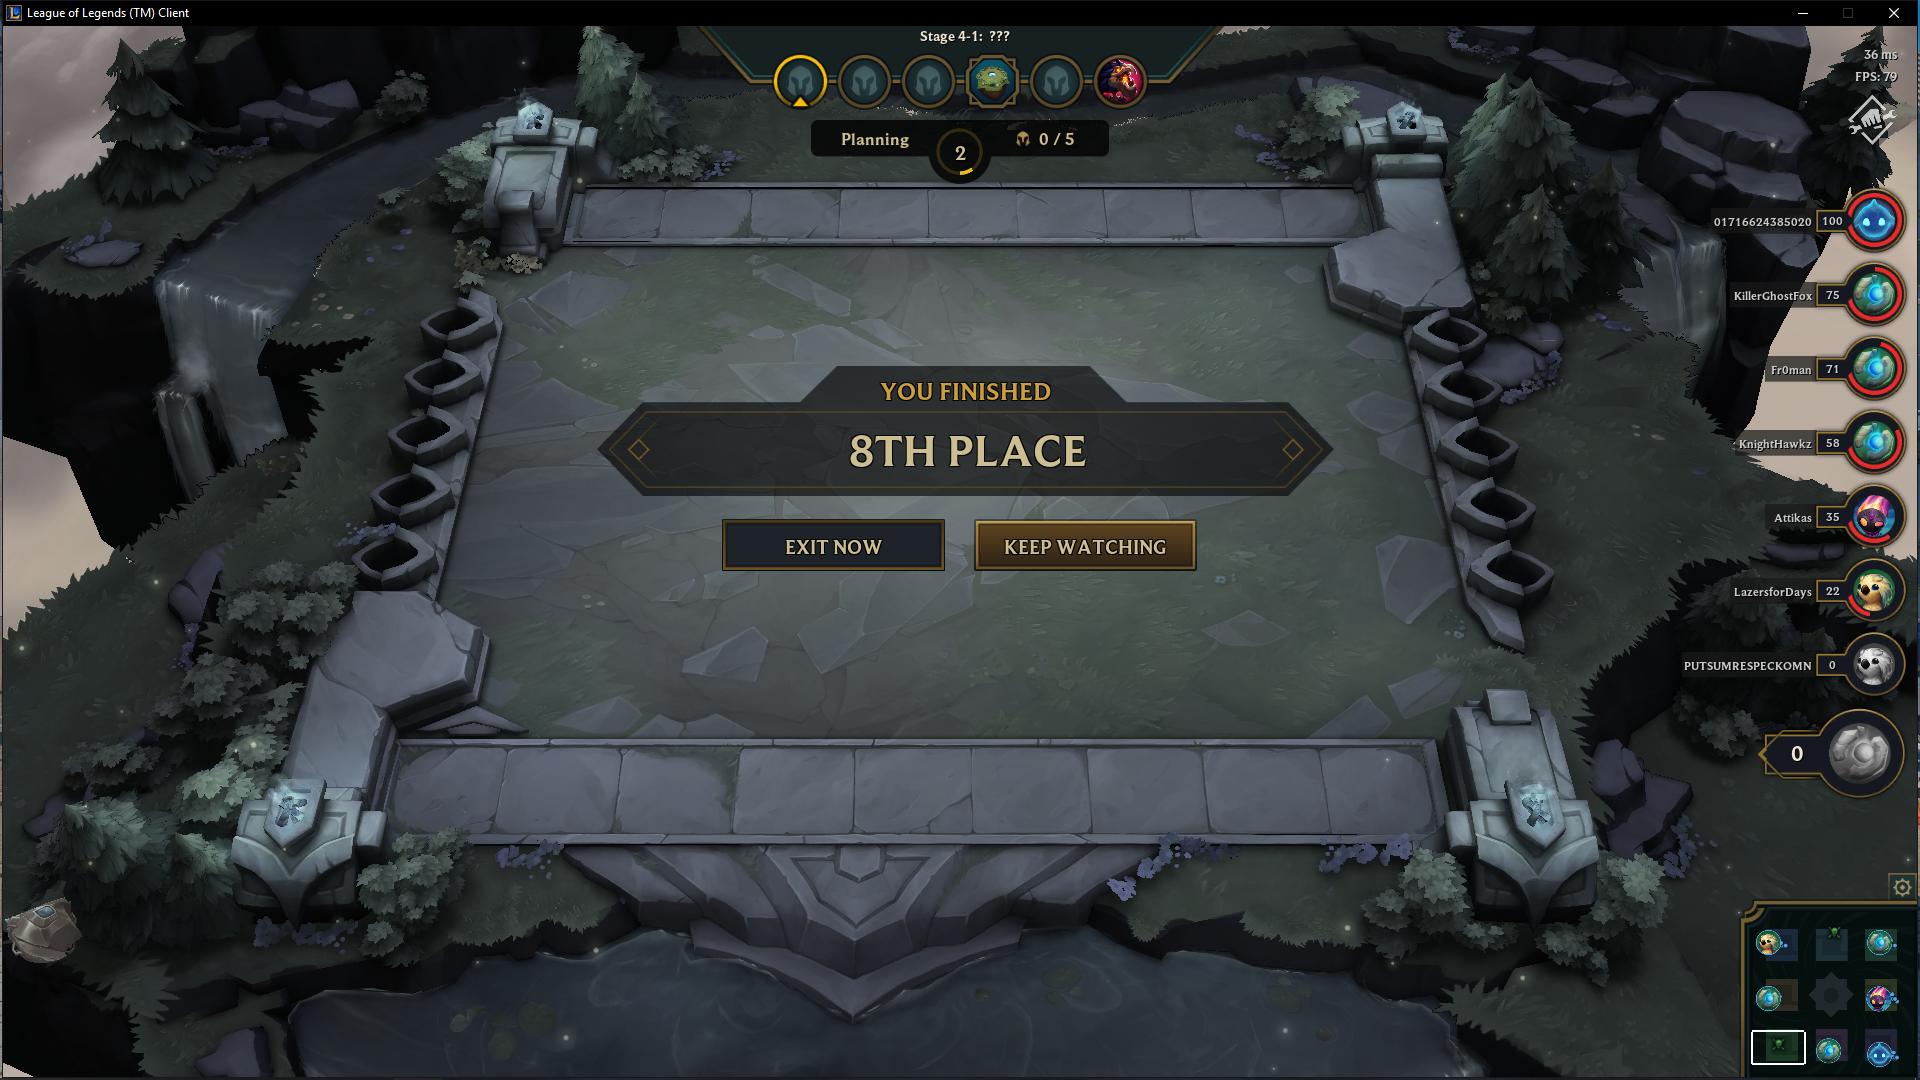 League of Legends (TM) Client
Stage 4-1: ???
36 ms
FPS: 79
Planning
2
0 / 5
01716624385020 100
KillerGhostFox 75
Fr0man 71
YOU FINISHED
8TH PLACE
KnightHawkz 58
EXIT NOW
KEEP WATCHING
Attikas 35
LazersforDays 22
PUTSUMRESPECKOMN 0
0